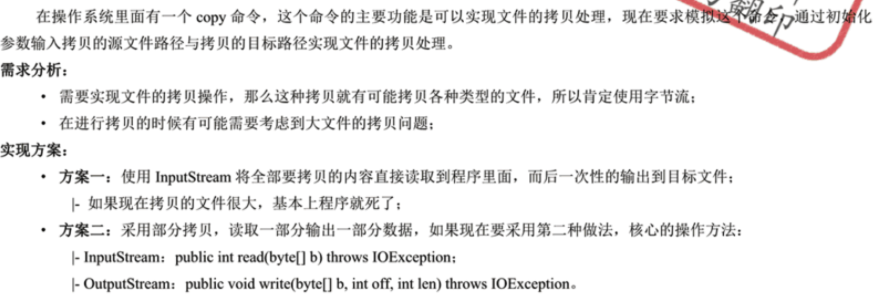 在操作系统里面有一个 copy 命令，这个命令的主要功能是可以实现文件的拷贝处理，现在要求模拟这个命令，通过初始化
参数输入拷贝的源文件路径与拷贝的目标路径实现文件的拷贝处理。
需求分析：
• 需要实现文件的拷贝操作，那么这种拷贝就有可能拷贝各种类型的文件，所以肯定使用字节流；
• 在进行拷贝的时候有可能需要考虑到大文件的拷贝问题；
实现方案：
• 方案一：使用 InputStream 将全部要拷贝的内容直接读取到程序里面，而后一次性的输出到目标文件；
|- 如果现在拷贝的文件很大，基本上程序就死了；
• 方案二：采用部分拷贝，读取一部分输出一部分数据，如果现在要采用第二种做法，核心的操作方法：
|- InputStream：public int read(byte[] b) throws IOException；
|- OutputStream：public void write(byte[] b, int off, int len) throws IOException。
翻印